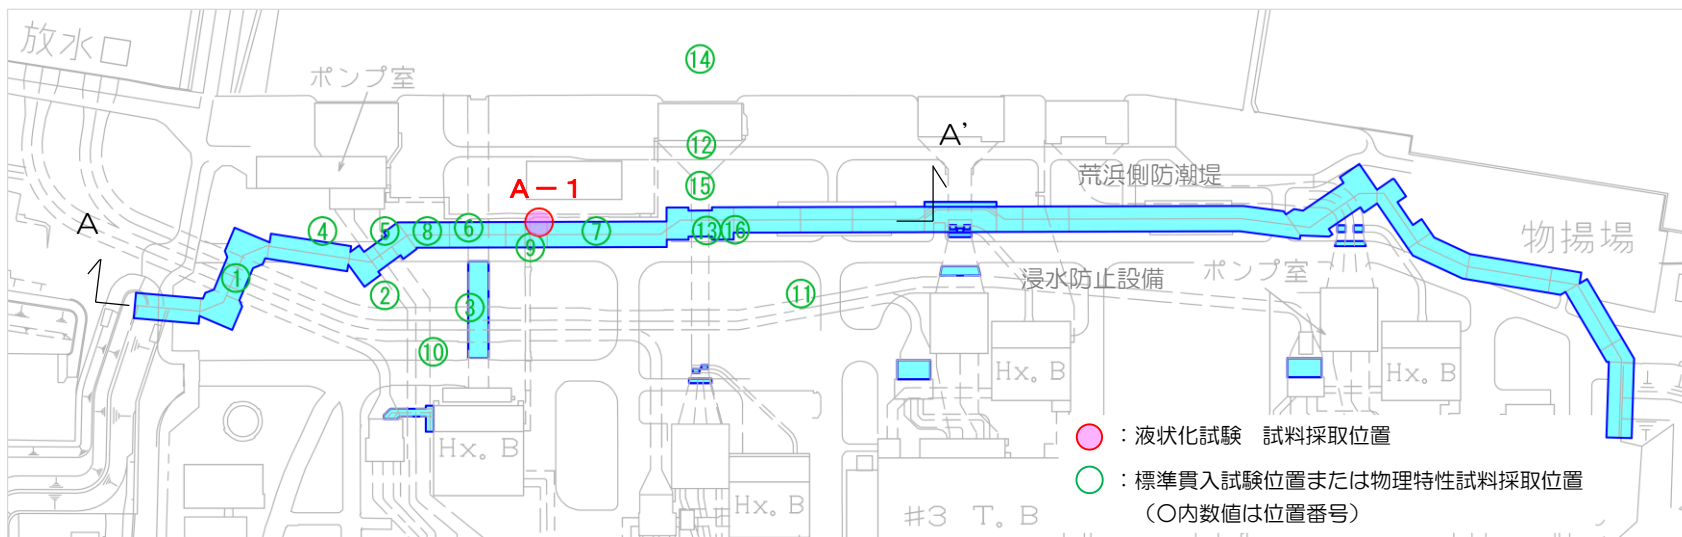 放水
ポンプ室
⑭
⑫
A'
荒浜側防潮堤
A-1
⑮
A
④
⑤
⑧
⑥
⑨
⑦
⑬
⑯
物揚場
①
②
③
⑪
浸水防止設備
ポンプ室
⑩
Hx. B
Hx. B
Hx. B
Hx. B
#3 T. B
:液状化試験 試料採取位置
:標準貫入試験位置または物理特性試料採取位置
(〇内数値は位置番号)